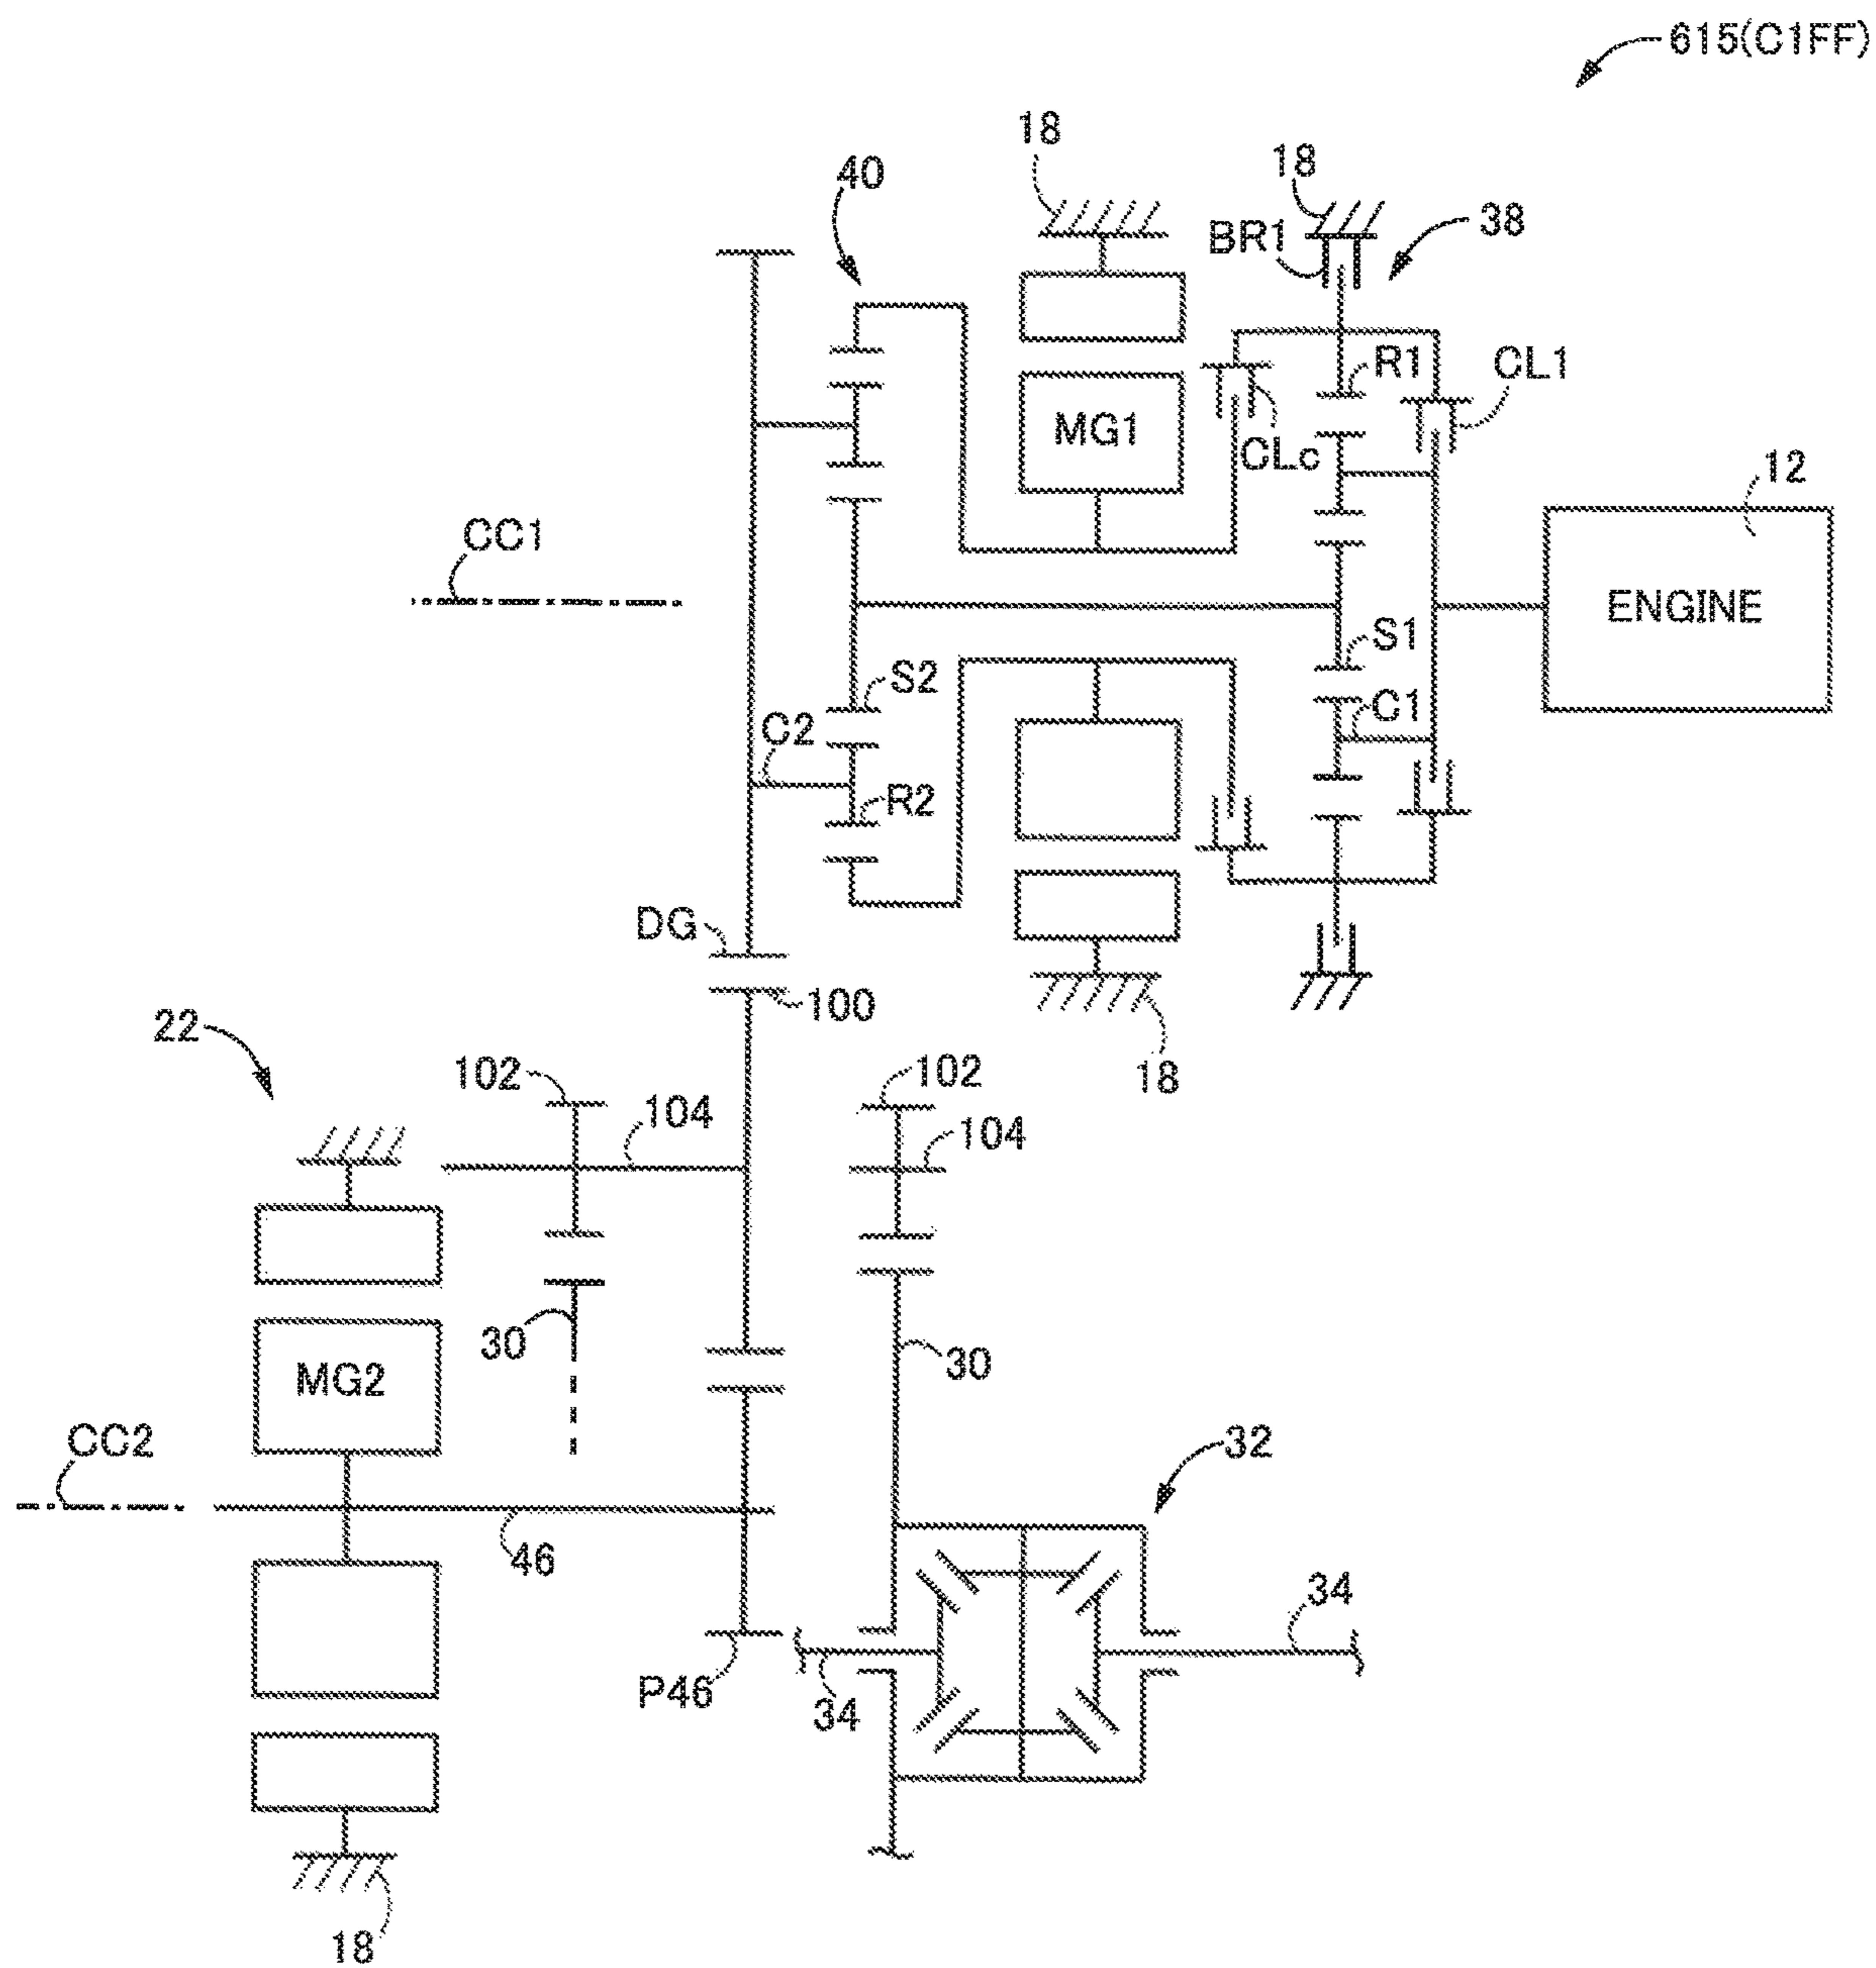 615(C1FF)
18
18
40
38
BR1
R1
CL1
MG1
CLc
12
CC1
ENGINE
S1
S2
C1
C2
R2
DG
100
22
18
102
102
104
104
30
30
MG2
CC2
32
46
34
P46
34
18